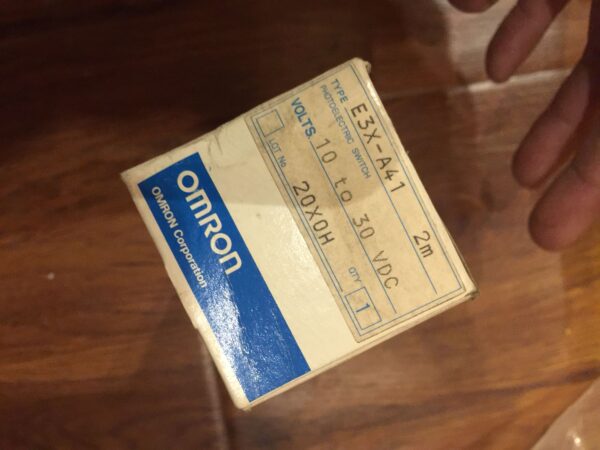 TYPE E3X-A41 2m
PHOTOELECTRIC SWITCH
VOLTS. 10 to 30 VDC
LOT No. 20X0H QTY 1
OMRON
OMRON Corporation